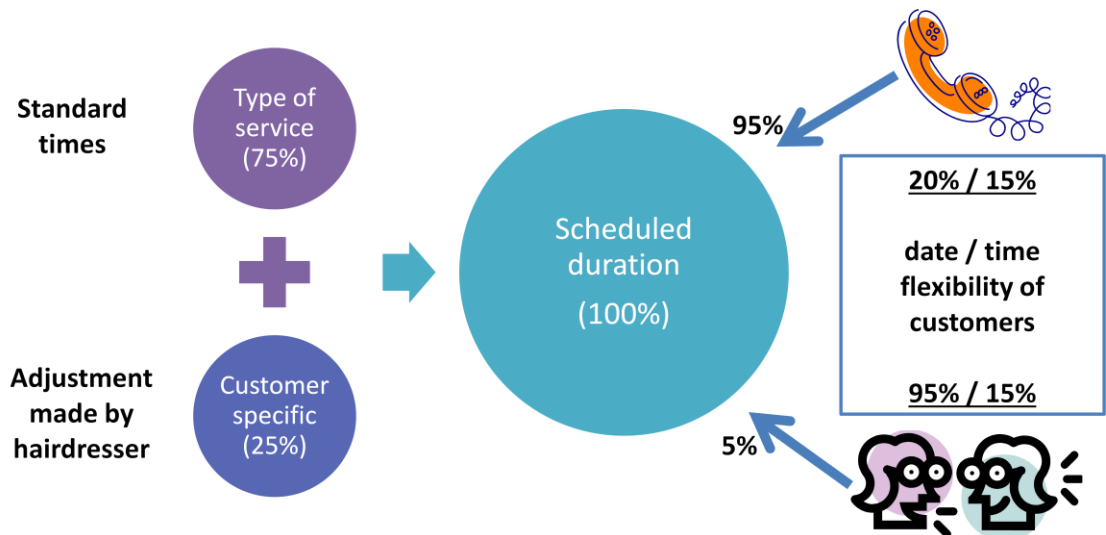 Standard
times
Type of
service
(75%)
Adjustment
made by
hairdresser
Customer
specific
(25%)
Scheduled
duration
(100%)
95%
5%
20% / 15%
date / time
flexibility of
customers
95% / 15%